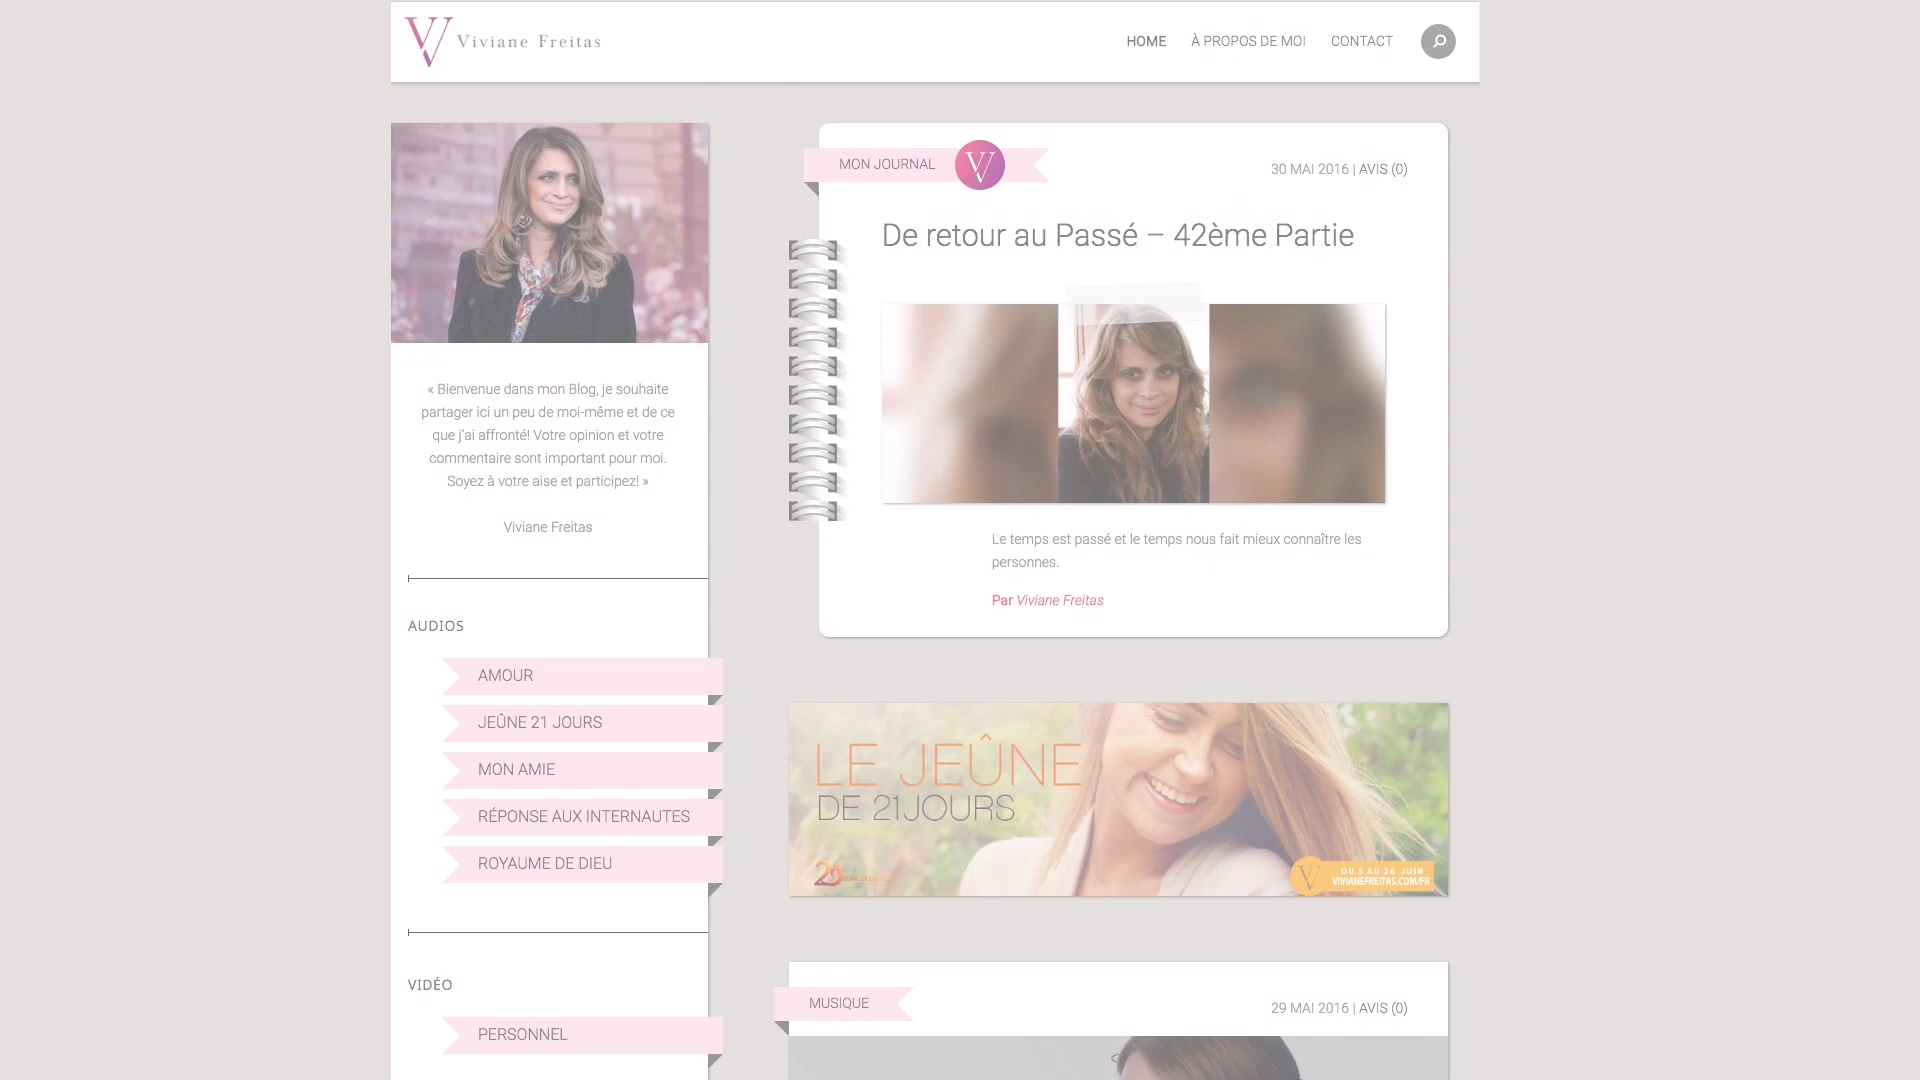 Viviane Freitas
HOME
À PROPOS DE MOI
CONTACT
« Bienvenue dans mon Blog, je souhaite
partager ici un peu de moi-même et de ce
que j'ai affronté! Votre opinion et votre
commentaire sont important pour moi.
Soyez à votre aise et participez! »
Viviane Freitas
AUDIOS
AMOUR
JEÛNE 21 JOURS
MON AMIE
RÉPONSE AUX INTERNAUTES
ROYAUME DE DIEU
VIDÉO
PERSONNEL
MON JOURNAL
30 MAI 2016 | AVIS (0)
De retour au Passé – 42ème Partie
Le temps est passé et le temps nous fait mieux connaître les
personnes.
Par Viviane Freitas
LE JEÛNE
DE 21JOURS
DU 5 AU 26 JUIN
VIVIANEFREITAS.COM/FR
MUSIQUE
29 MAI 2016 | AVIS (0)